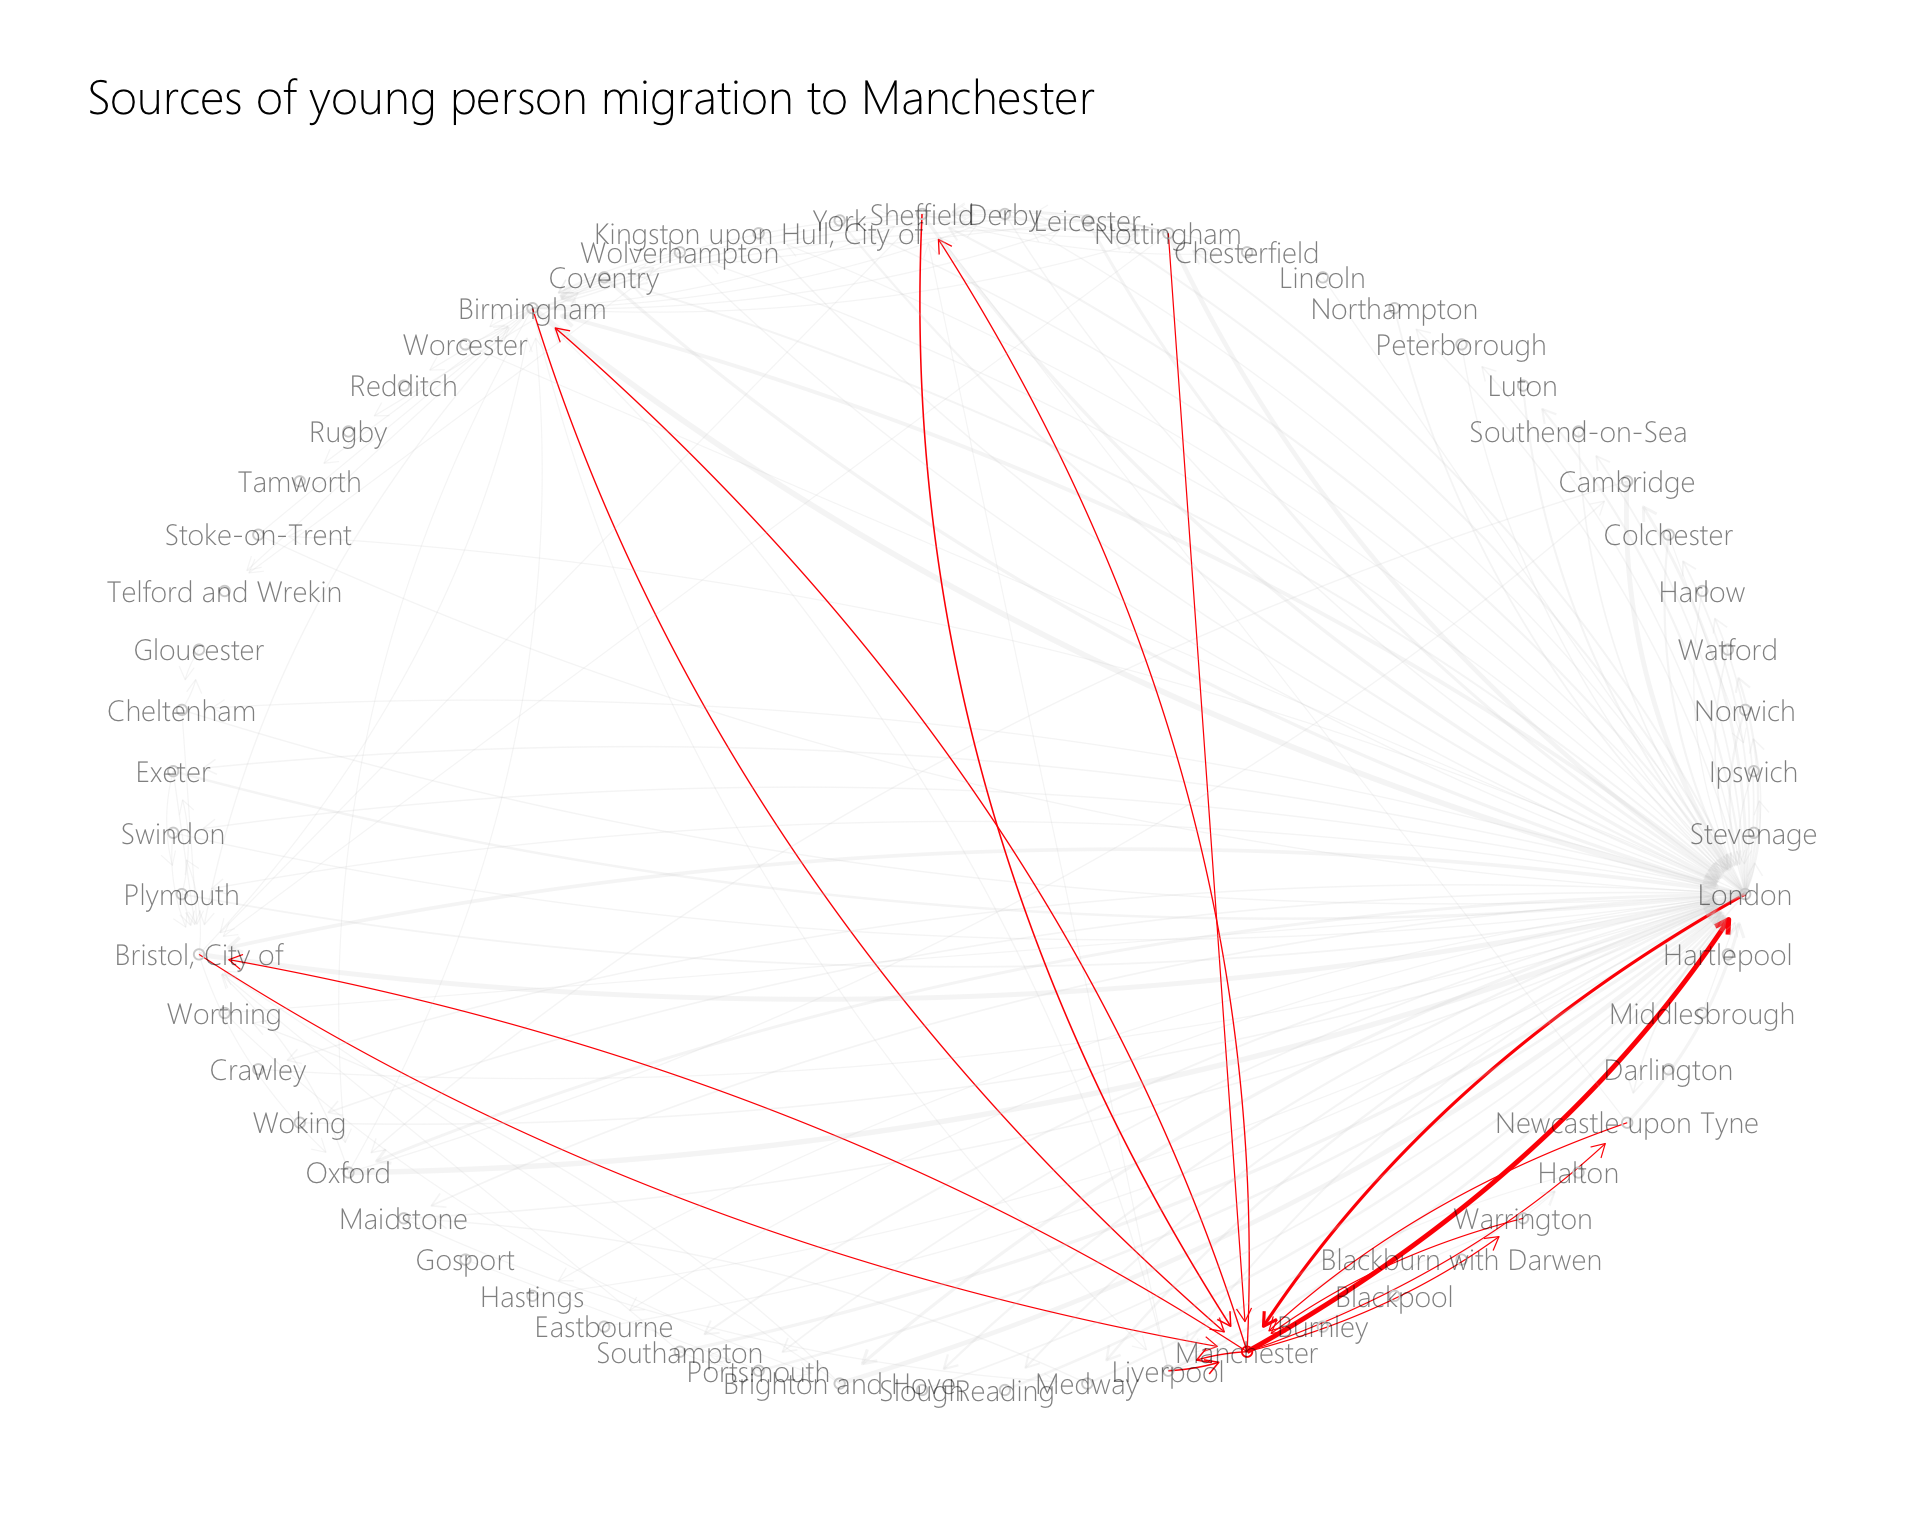 Sources of young person migration to Manchester
Sheffield
Derby
York
Leicester
Kingston upon Hull, City of
Nottingham
Wolverhampton
Chesterfield
Coventry
Lincoln
Birmingham
Northampton
Worcester
Peterborough
Redditch
Luton
Rugby
Southend-on-Sea
Tamworth
Cambridge
Stoke-on-Trent
Colchester
Telford and Wrekin
Harlow
Gloucester
Watford
Cheltenham
Norwich
Exeter
Ipswich
Swindon
Stevenage
Plymouth
London
Bristol, City of
Hartlepool
Worthing
Middlesbrough
Crawley
Darlington
Woking
Newcastle upon Tyne
Oxford
Halton
Maidstone
Warrington
Gosport
Blackburn with Darwen
Hastings
Blackpool
Eastbourne
Burnley
Southampton
Manchester
Portsmouth
Liverpool
Brighton and Hove
Medway
Slough
Reading